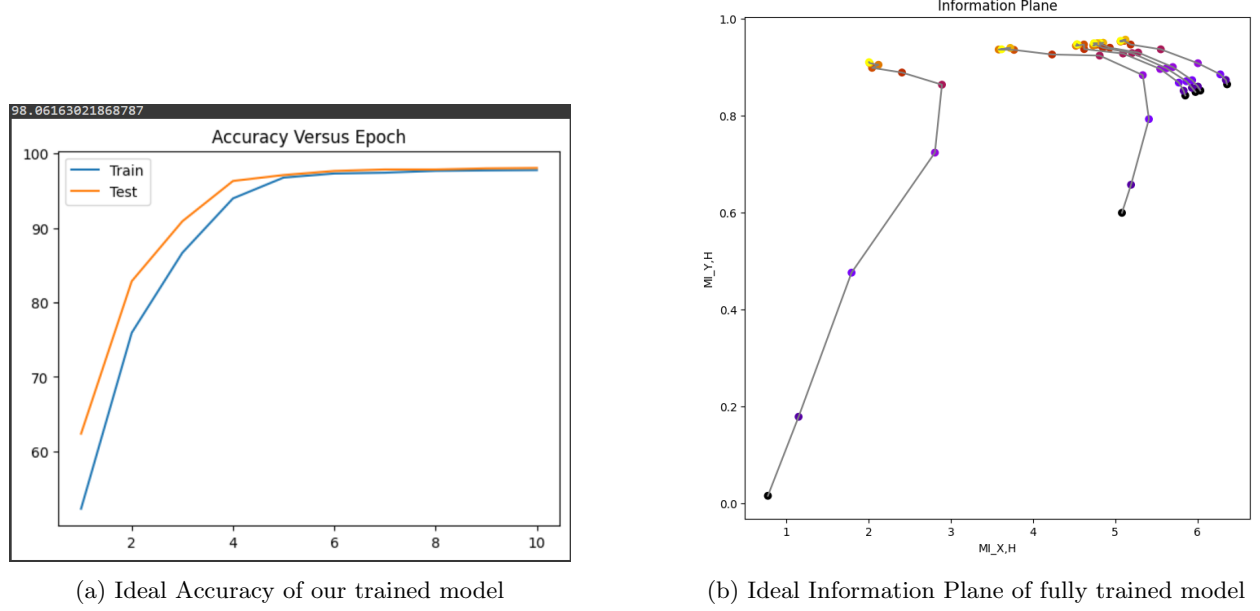 98.06163021868787
Accuracy Versus Epoch
100
90
80
70
60
Train
Test
2
4
6
8
10
(a) Ideal Accuracy of our trained model
Information Plane
1.0
0.8
0.6
0.4
0.2
0.0
MI_Y,H
1
2
3
4
5
6
MI_X,H
(b) Ideal Information Plane of fully trained model